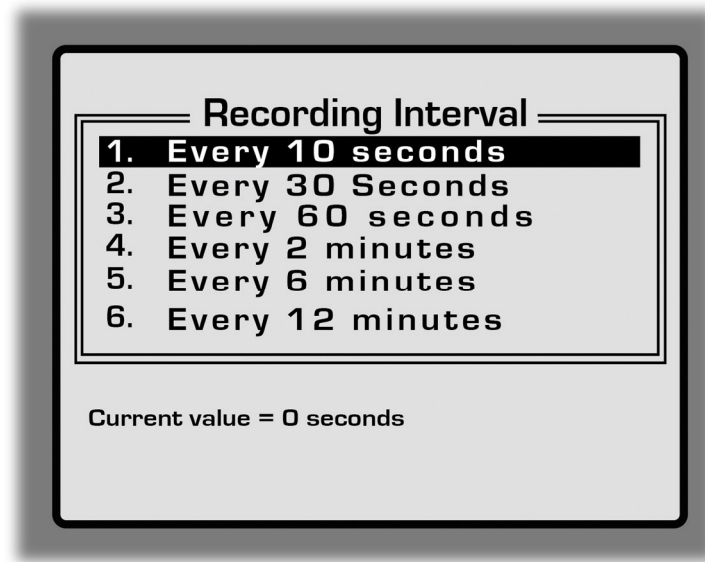 Recording Interval
1. Every 10 seconds
2. Every 30 Seconds
3. Every 60 seconds
4. Every 2 minutes
5. Every 6 minutes
6. Every 12 minutes
Current value = 0 seconds